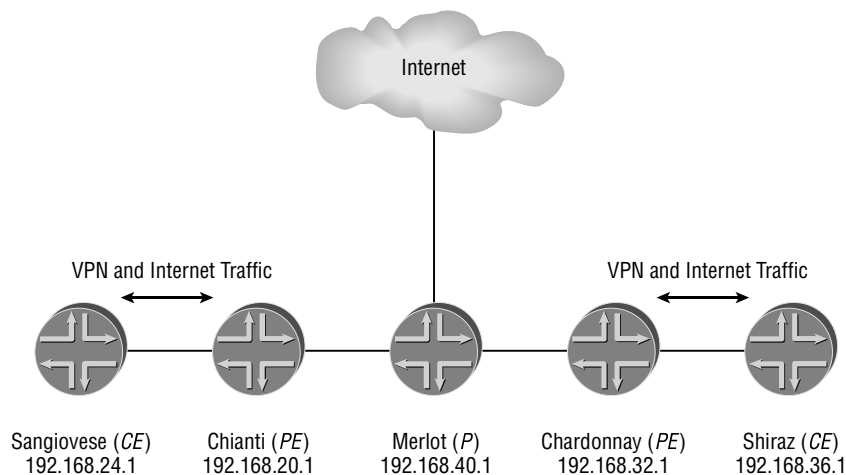 Internet
VPN and Internet Traffic
VPN and Internet Traffic
Sangiovese (CE)
192.168.24.1
Chianti (PE)
192.168.20.1
Merlot (P)
192.168.40.1
Chardonnay (PE)
192.168.32.1
Shiraz (CE)
192.168.36.1